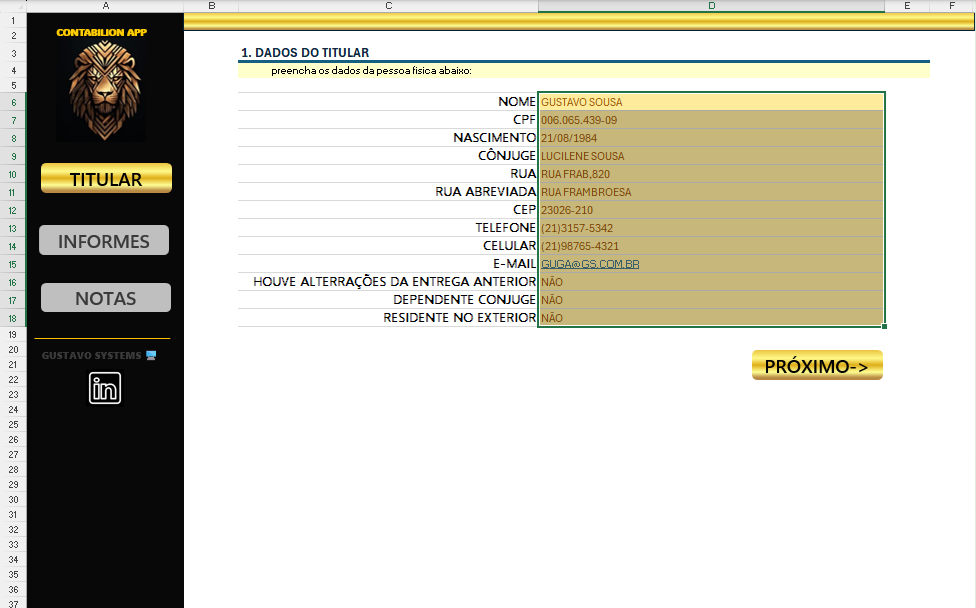 A B C D E F
1
2
3
4
5
6
7
8
9
10
11
12
13
14
15
16
17
18
19
20
21
22
23
24
25
26
27
28
29
30
31
32
33
34
35
36
37
CONTABILION APP
TITULAR
INFORMES
NOTAS
GUSTAVO SYSTEMS
in
1. DADOS DO TITULAR
preencha os dados da pessoa fisica abaixo:
NOME GUSTAVO SOUSA
CPF 006.065.439-09
NASCIMENTO 21/08/1984
CÔNJUGE LUCILENE SOUSA
RUA RUA FRAB,820
RUA ABREVIADA RUA FRAMBROESA
CEP 23026-210
TELEFONE (21)3157-5342
CELULAR (21)98765-4321
E-MAIL GUGA@GS.COM.BR
HOUVE ALTERRAÇÕES DA ENTREGA ANTERIOR NÃO
DEPENDENTE CONJUGE NÃO
RESIDENTE NO EXTERIOR NÃO
PRÓXIMO->